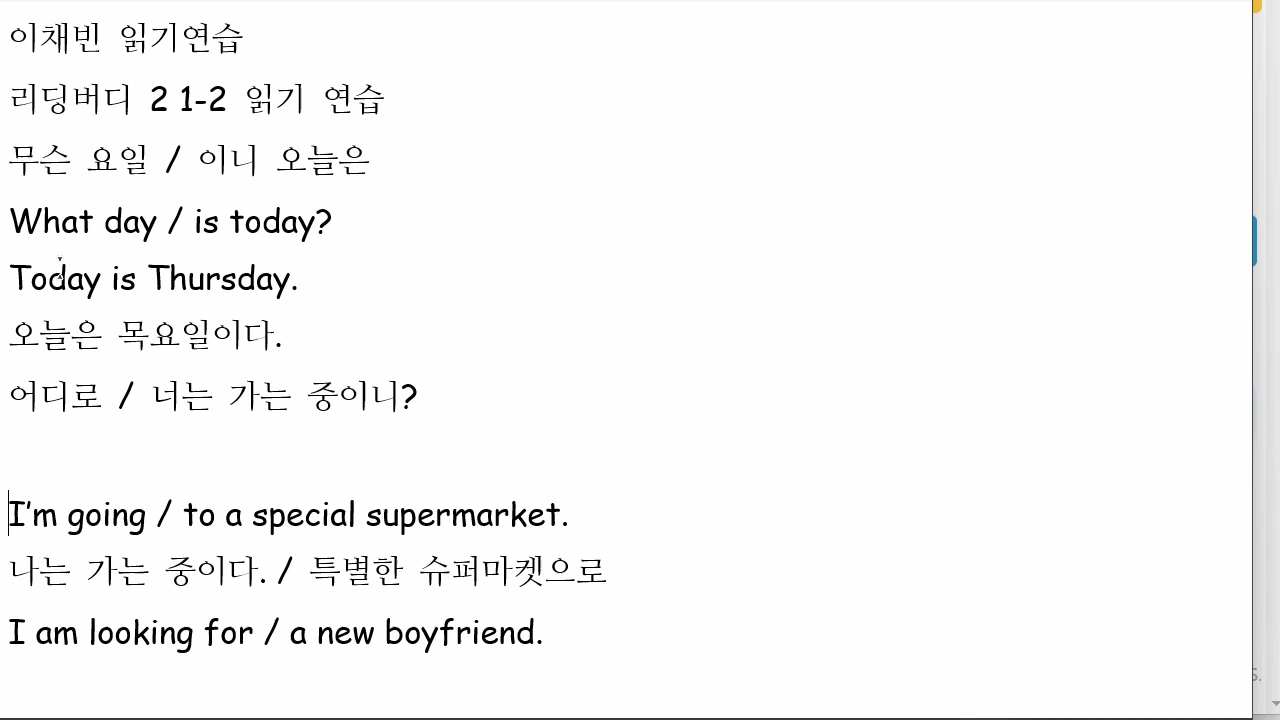 이채빈 읽기연습
리딩버디 2 1-2 읽기 연습
무슨 요일 / 이니 오늘은
What day / is today?
Today is Thursday.
오늘은 목요일이다.
어디로 / 너는 가는 중이니?
I'm going / to a special supermarket.
나는 가는 중이다. / 특별한 슈퍼마켓으로
I am looking for / a new boyfriend.
5.